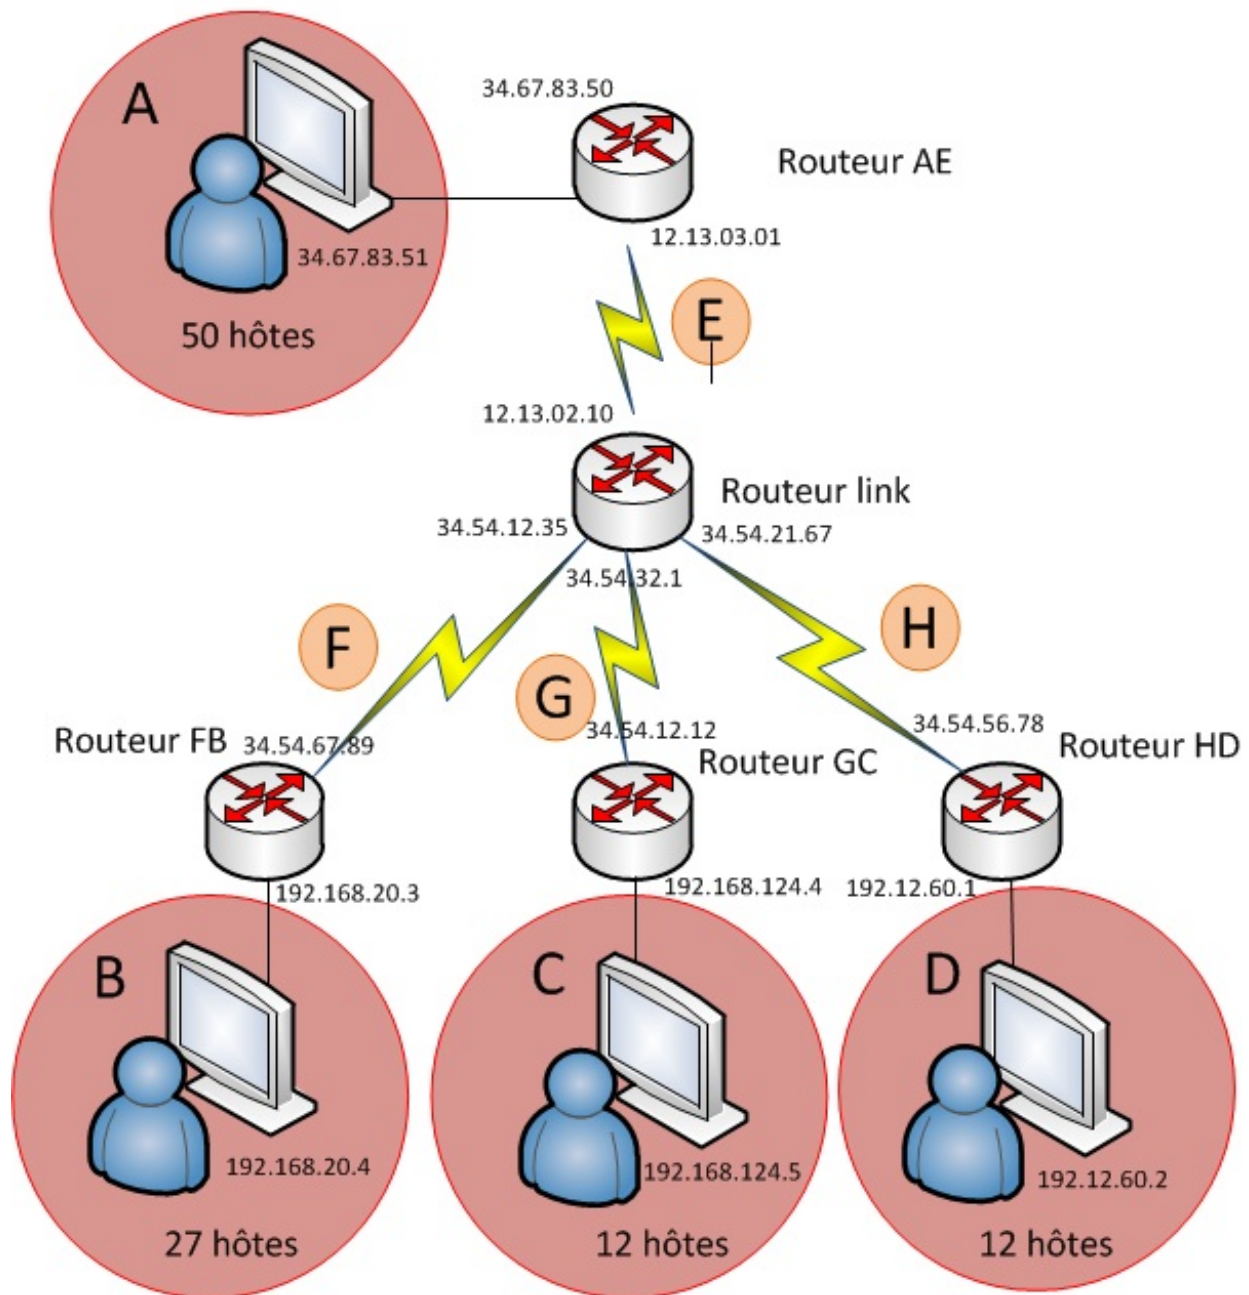 A
34.67.83.50
Routeur AE
12.13.03.01
34.67.83.51
50 hôtes
E
12.13.02.10
Routeur link
34.54.12.35
34.54.21.67
34.54.32.1
F
G
H
34.54.12.12
34.54.56.78
Routeur FB
34.54.67.89
Routeur GC
Routeur HD
192.168.20.3
192.168.124.4
192.12.60.1
B
C
D
192.168.20.4
192.168.124.5
192.12.60.2
27 hôtes
12 hôtes
12 hôtes